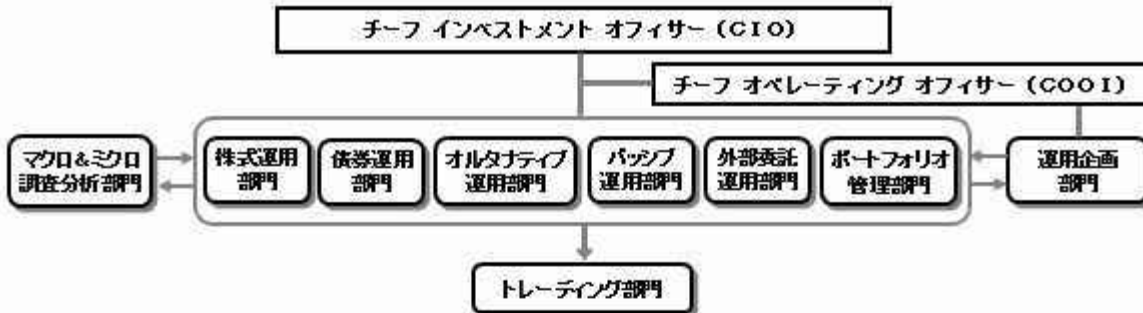 チーフ インベストメント オフィサー (CIO)
チーフ オペレーティング オフィサー (COOI)
マクロ&ミクロ
調査分析部門
株式運用
部門
債券運用
部門
オルタナティブ
運用部門
パッシブ
運用部門
外部委託
運用部門
ポートフォリオ
管理部門
運用企画
部門
トレーディング部門